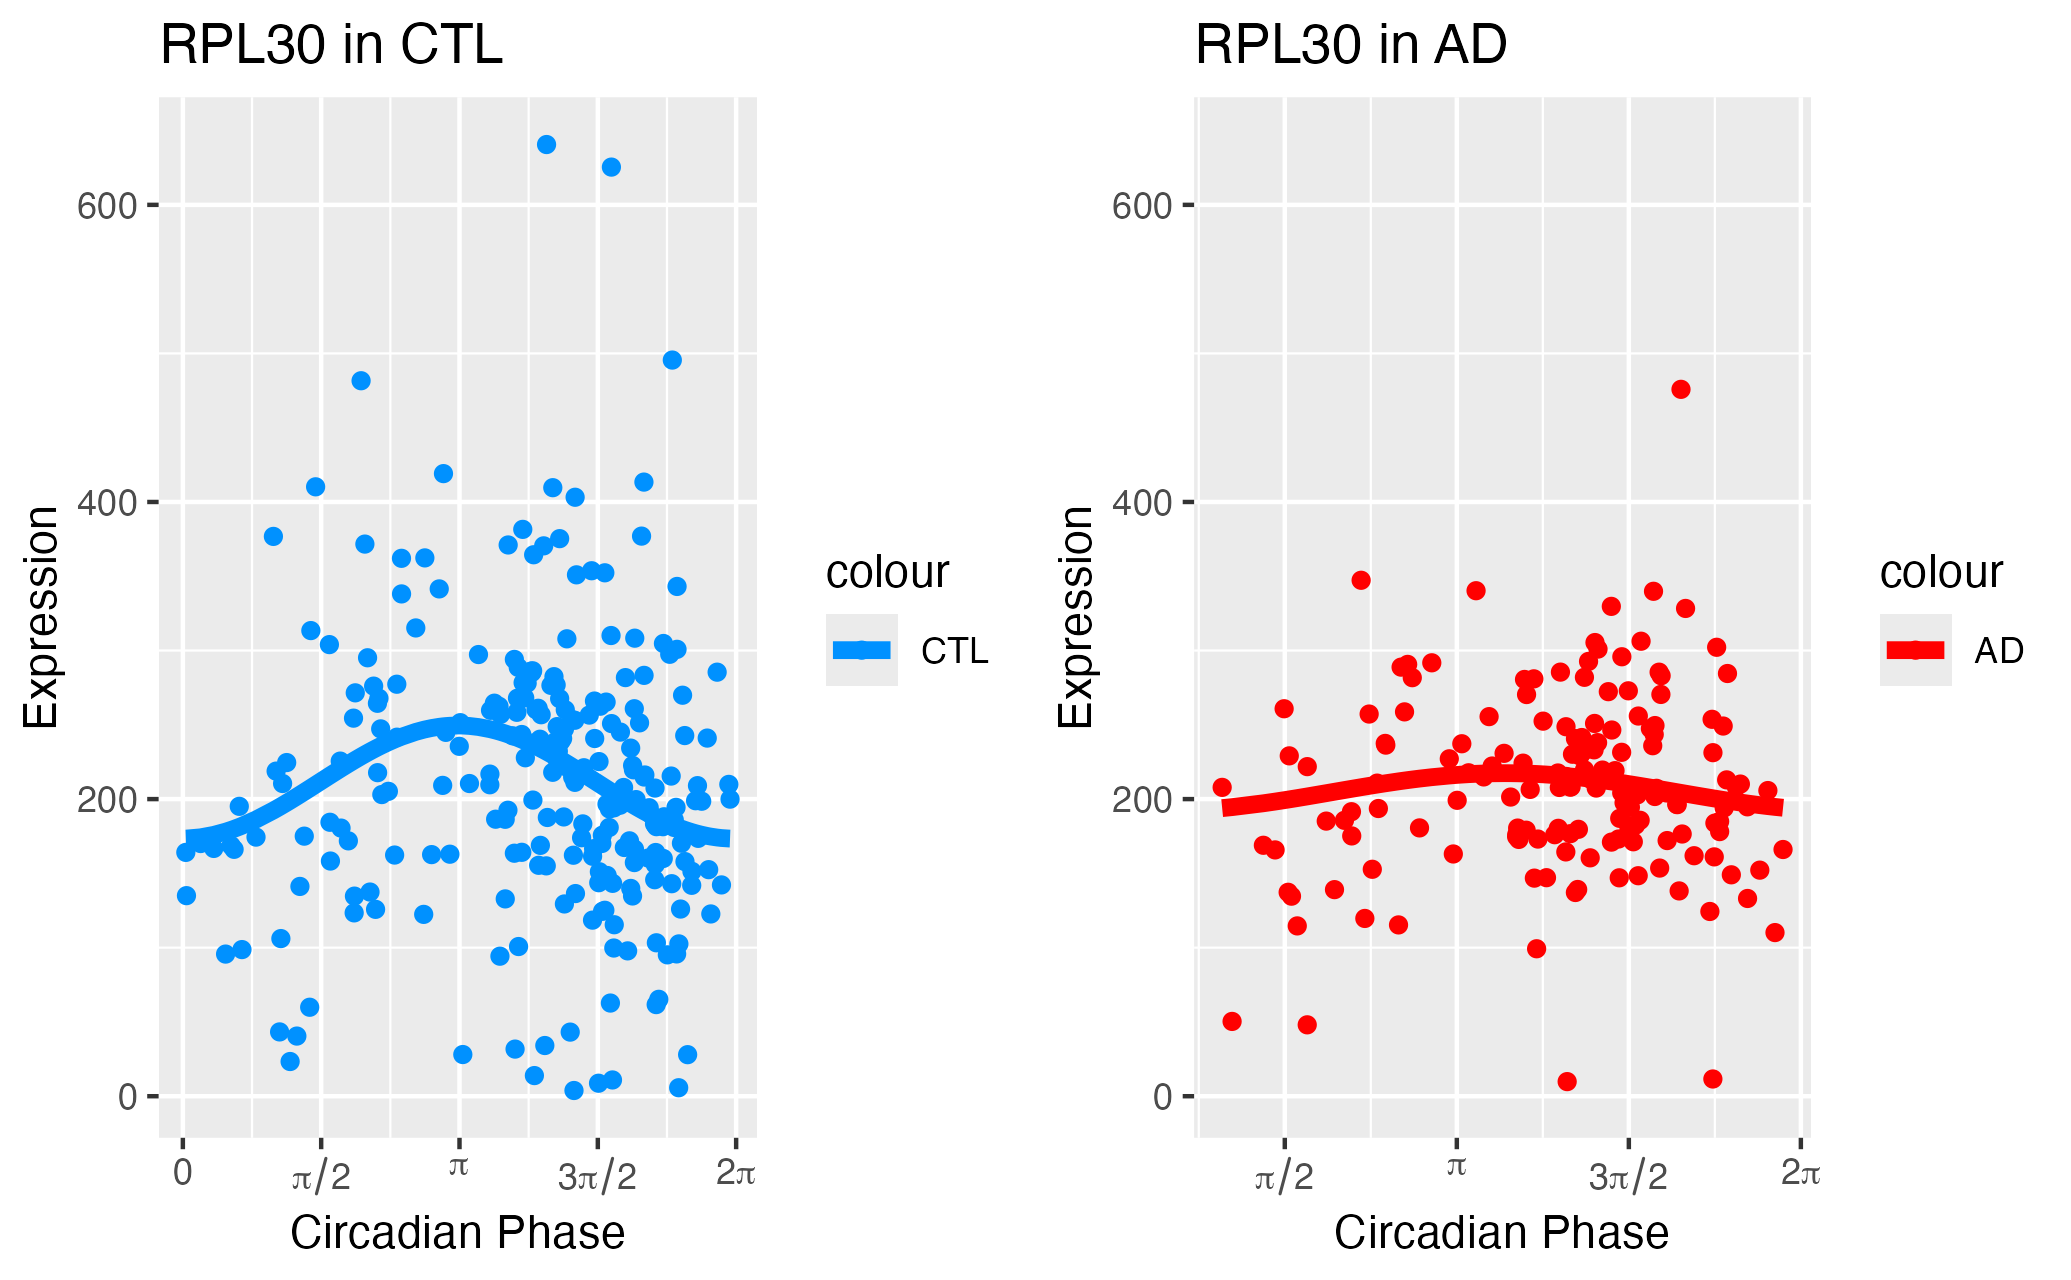 RPL30 in CTL
Expression
600
400
200
0
0 π/2 π 3π/2 2π
Circadian Phase
colour
CTL
RPL30 in AD
Expression
600
400
200
0
π/2 π 3π/2 2π
Circadian Phase
colour
AD